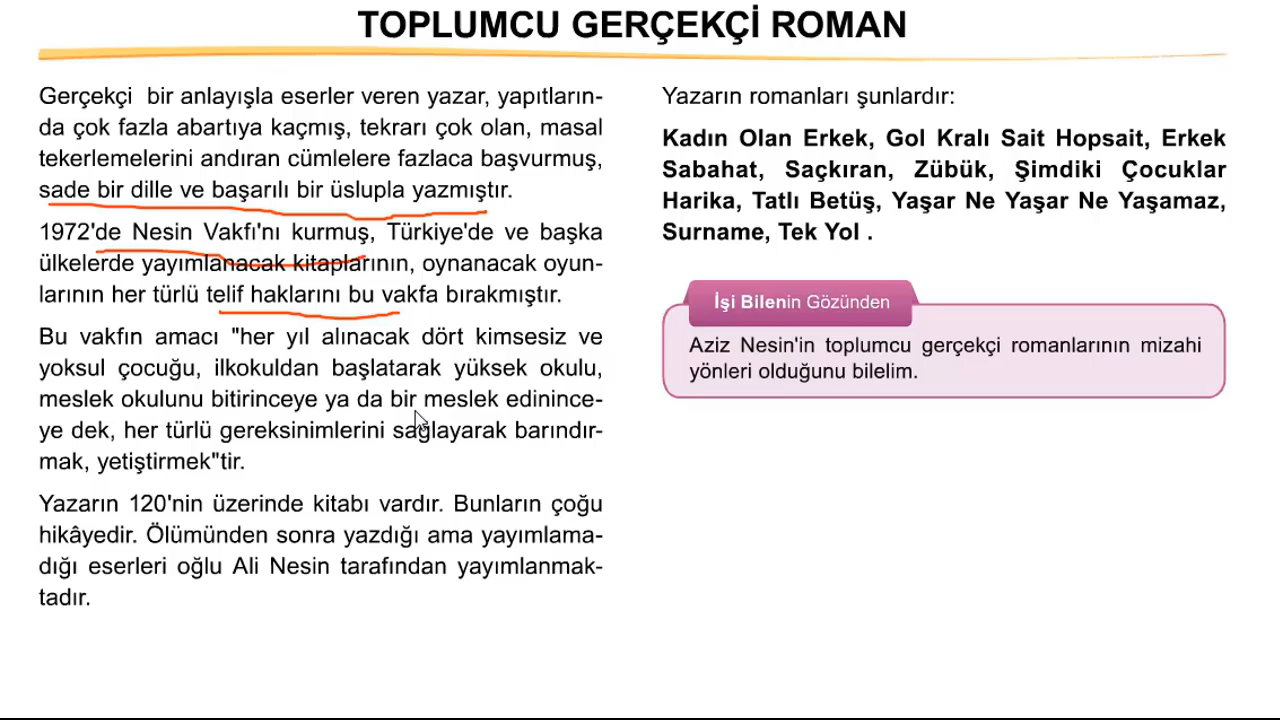 TOPLUMCU GERÇEKÇİ ROMAN
Gerçekçi bir anlayışla eserler veren yazar, yapıtların-
da çok fazla abartıya kaçmış, tekrarı çok olan, masal
tekerlemelerini andıran cümlelere fazlaca başvurmuş,
sade bir dille ve başarılı bir üslupla yazmıştır.
1972'de Nesin Vakfı'nı kurmuş, Türkiye'de ve başka
ülkelerde yayımlanacak kitaplarının, oynanacak oyun-
larının her türlü telif haklarını bu vakfa bırakmıştır.
Bu vakfın amacı "her yıl alınacak dört kimsesiz ve
yoksul çocuğu, ilkokuldan başlatarak yüksek okulu,
meslek okulunu bitirinceye ya da bir meslek edinince-
ye dek, her türlü gereksinimlerini sağlayarak barındır-
mak, yetiştirmek"tir.
Yazarın 120'nin üzerinde kitabı vardır. Bunların çoğu
hikâyedir. Ölümünden sonra yazdığı ama yayımlama-
dığı eserleri oğlu Ali Nesin tarafından yayımlanmak-
tadır.
Yazarın romanları şunlardır:
Kadın Olan Erkek, Gol Kralı Sait Hopsait, Erkek
Sabahat, Saçkıran, Zübük, Şimdiki Çocuklar
Harika, Tatlı Betüş, Yaşar Ne Yaşar Ne Yaşamaz,
Surname, Tek Yol .
İşi Bilenin Gözünden
Aziz Nesin'in toplumcu gerçekçi romanlarının mizahi
yönleri olduğunu bilelim.